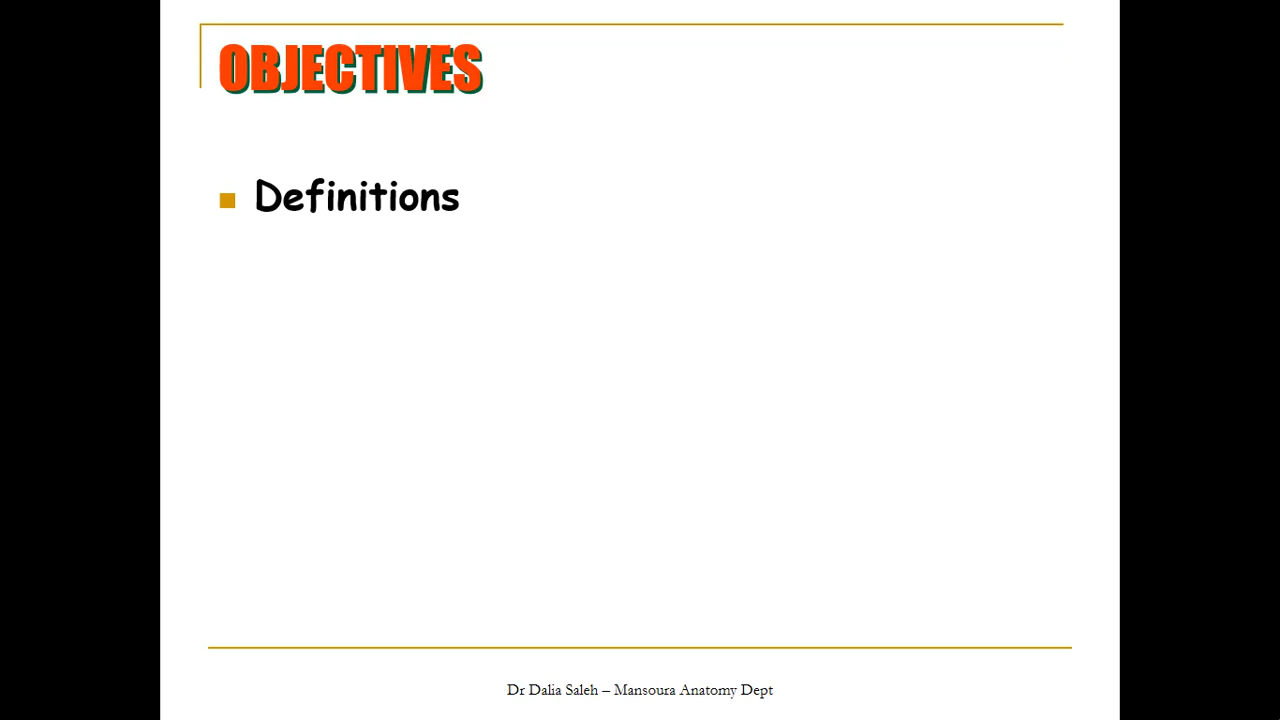 OBJECTIVES
Definitions
Dr Dalia Saleh – Mansoura Anatomy Dept